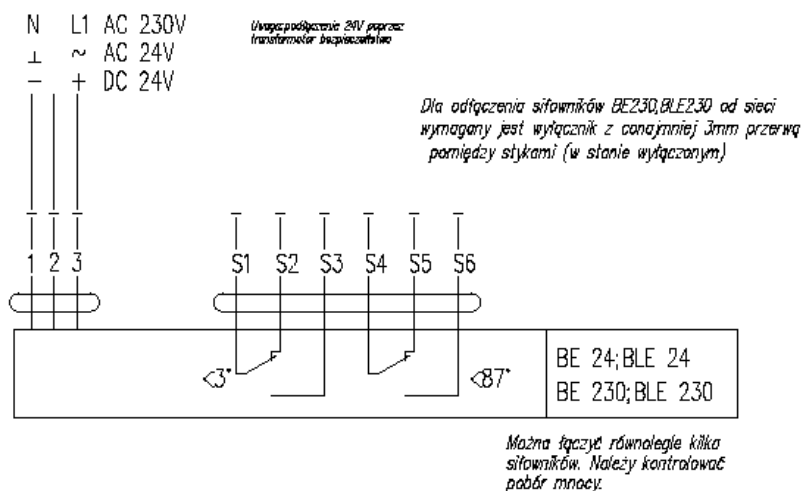 N L1 AC 230V
⊥ ~ AC 24V
− + DC 24V
Uwaga:podłączenie 24V poprzez
transformator bezpieczeństwa
Dla odłączenia siłowników BE230,BLE230 od sieci
wymagany jest wyłącznik z conajmniej 3mm przerwą
pomiędzy stykami (w stanie wyłączonym)
1 2 3 S1 S2 S3 S4 S5 S6
<3° <87°
BE 24;BLE 24
BE 230;BLE 230
Można łączyć równolegle kilka
siłowników. Należy kontrolować
pobór mnocy.